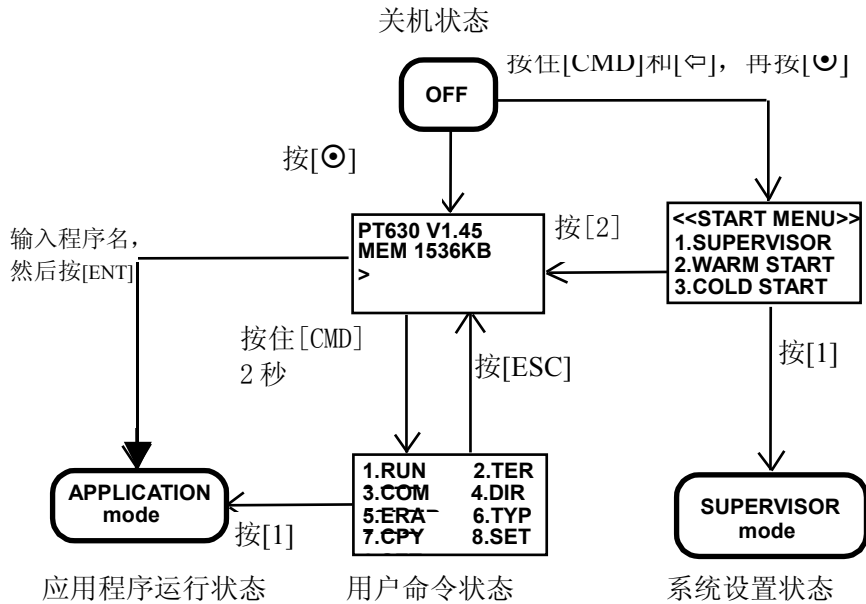 关机状态
按住[CMD]和[⇦]，再按[⊙]
OFF
按[⊙]
PT630 V1.45
MEM 1536KB
>
按[2]
<<START MENU>>
1.SUPERVISOR
2.WARM START
3.COLD START
输入程序名，
然后按[ENT]
按住[CMD]
2秒
按[ESC]
按[1]
1.RUN 2.TER
3.COM 4.DIR
5.ERA 6.TYP
7.CPY 8.SET
APPLICATION
mode
按[1]
SUPERVISOR
mode
应用程序运行状态 用户命令状态 系统设置状态